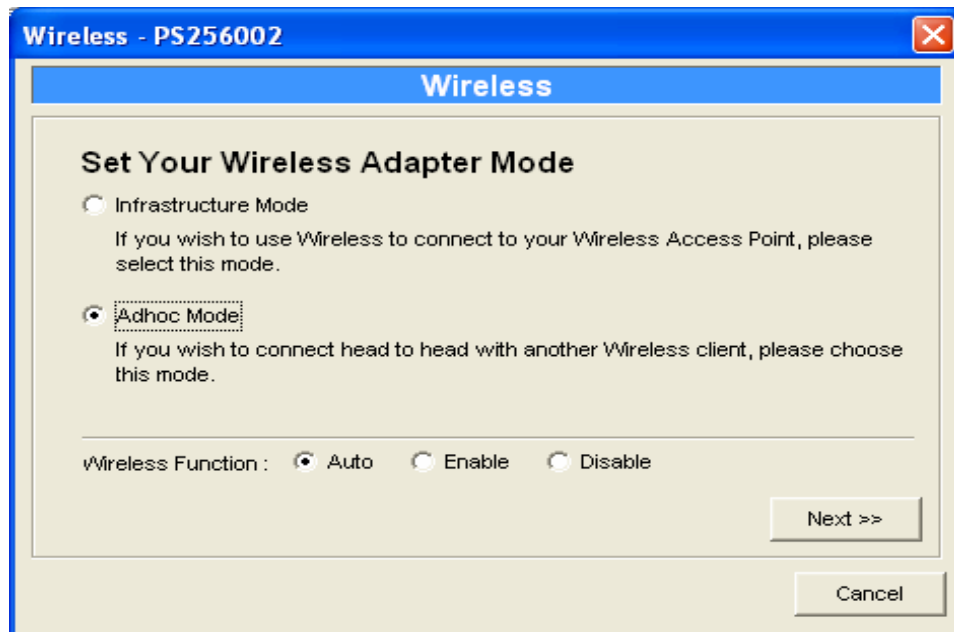 Wireless - PS256002
Wireless
Set Your Wireless Adapter Mode
Infrastructure Mode
If you wish to use Wireless to connect to your Wireless Access Point, please
select this mode.
Adhoc Mode
If you wish to connect head to head with another Wireless client, please choose
this mode.
Wireless Function : Auto Enable Disable
Next >>
Cancel